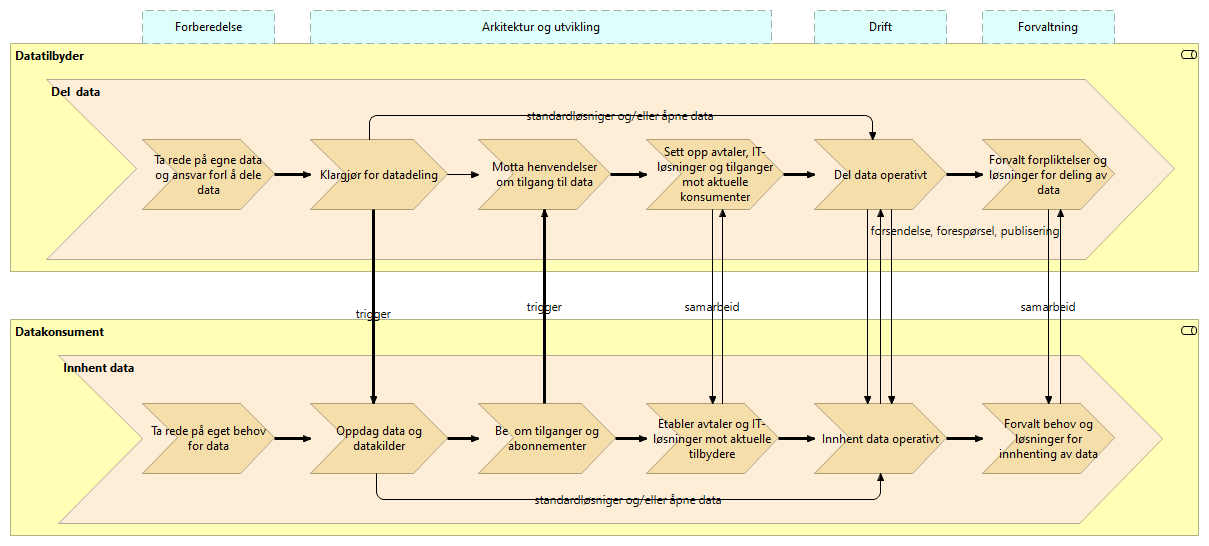 Forberedelse
Arkitektur og utvikling
Drift
Forvaltning
Datatilbyder
Del data
standardløsniger og/eller åpne data
Ta rede på egne data
og ansvar forl å dele
data
Klargjør for datadeling
Motta henvendelser
om tilgang til data
Sett opp avtaler, IT-
løsninger og tilganger
mot aktuelle
konsumenter
Del data operativt
Forvalt forpliktelser og
løsninger for deling av
data
forsendelse, forespørsel, publisering
trigger
trigger
samarbeid
samarbeid
Datakonsument
Innhent data
Ta rede på eget behov
for data
Oppdag data og
datakilder
Be om tilganger og
abonnementer
Etabler avtaler og IT-
løsninger mot aktuelle
tilbydere
Innhent data operativt
Forvalt behov og
løsninger for
innhenting av data
standardløsniger og/eller åpne data